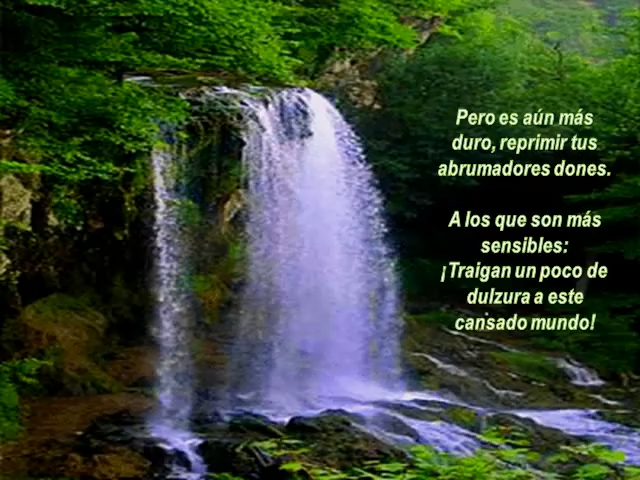 Pero es aún más
duro, reprimir tus
abrumadores dones.
A los que son más
sensibles:
¡Traigan un poco de
dulzura a este
cansado mundo!